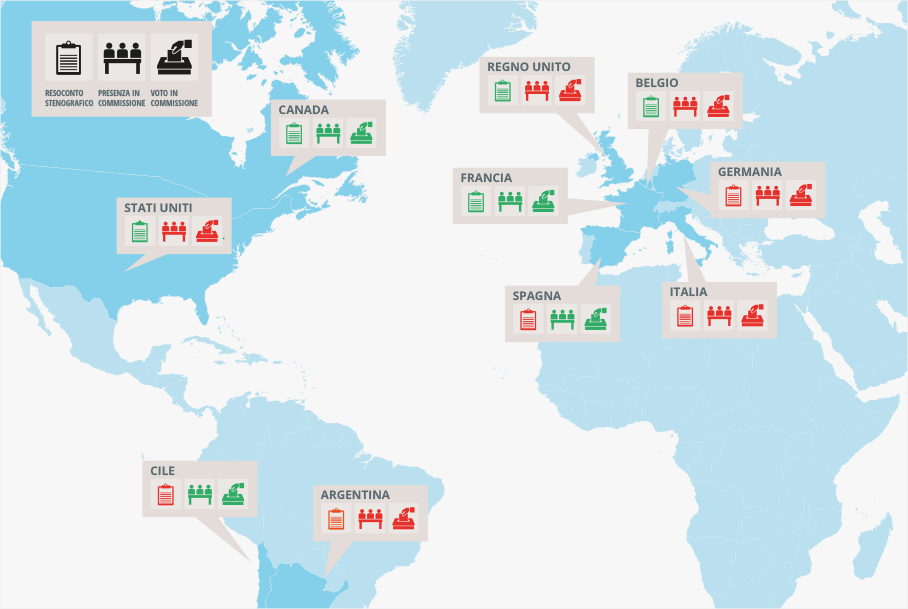 RESOCONTO
STENOGRAFICO
PRESENZA IN
COMMISSIONE
VOTO IN
COMMISSIONE
REGNO UNITO
BELGIO
CANADA
FRANCIA
GERMANIA
STATI UNITI
SPAGNA
ITALIA
CILE
ARGENTINA